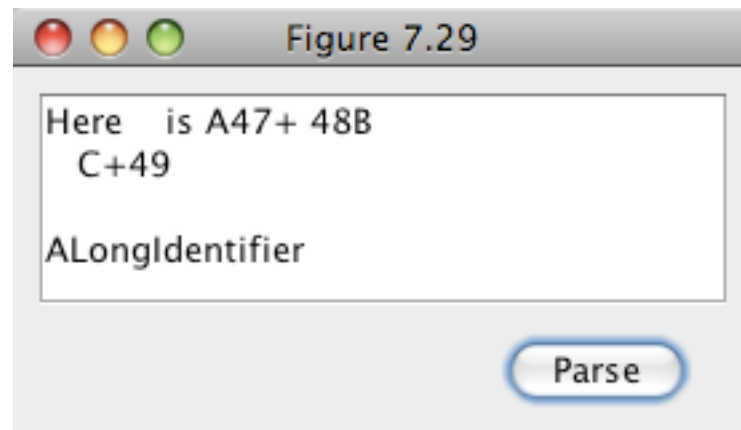 Figure 7.29
Here    is A47+ 48B
   C+49
ALongIdentifier
Parse